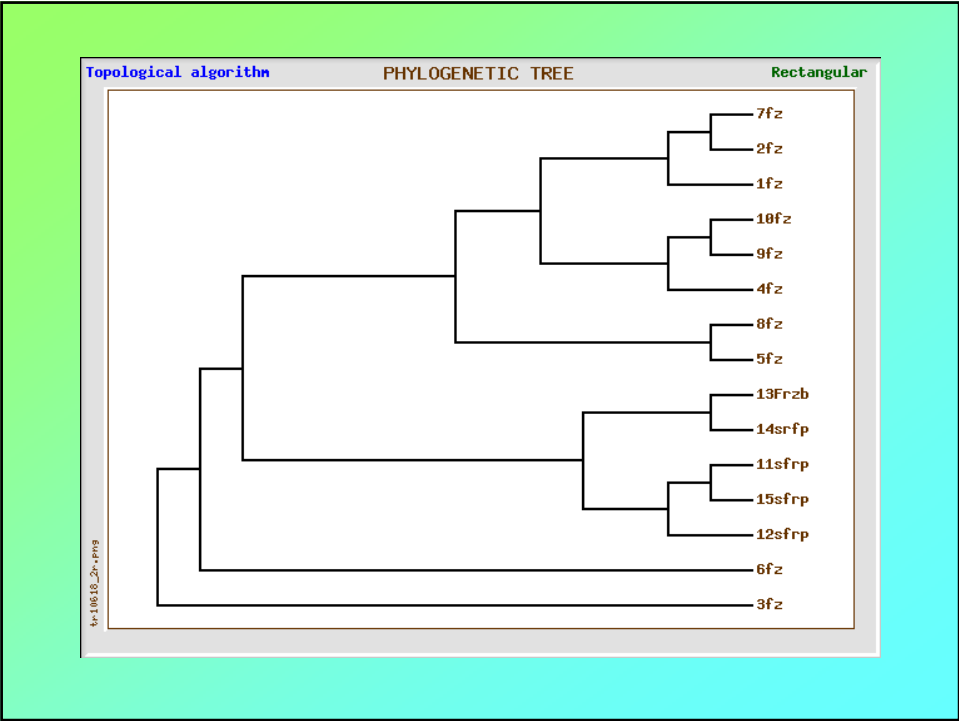 Topological algorithm
PHYLOGENETIC TREE
Rectangular
7fz
2fz
1fz
10fz
9fz
4fz
8fz
5fz
13Frzb
14srfp
11sfrp
15sfrp
12sfrp
6fz
3fz
tr10618_2r.png